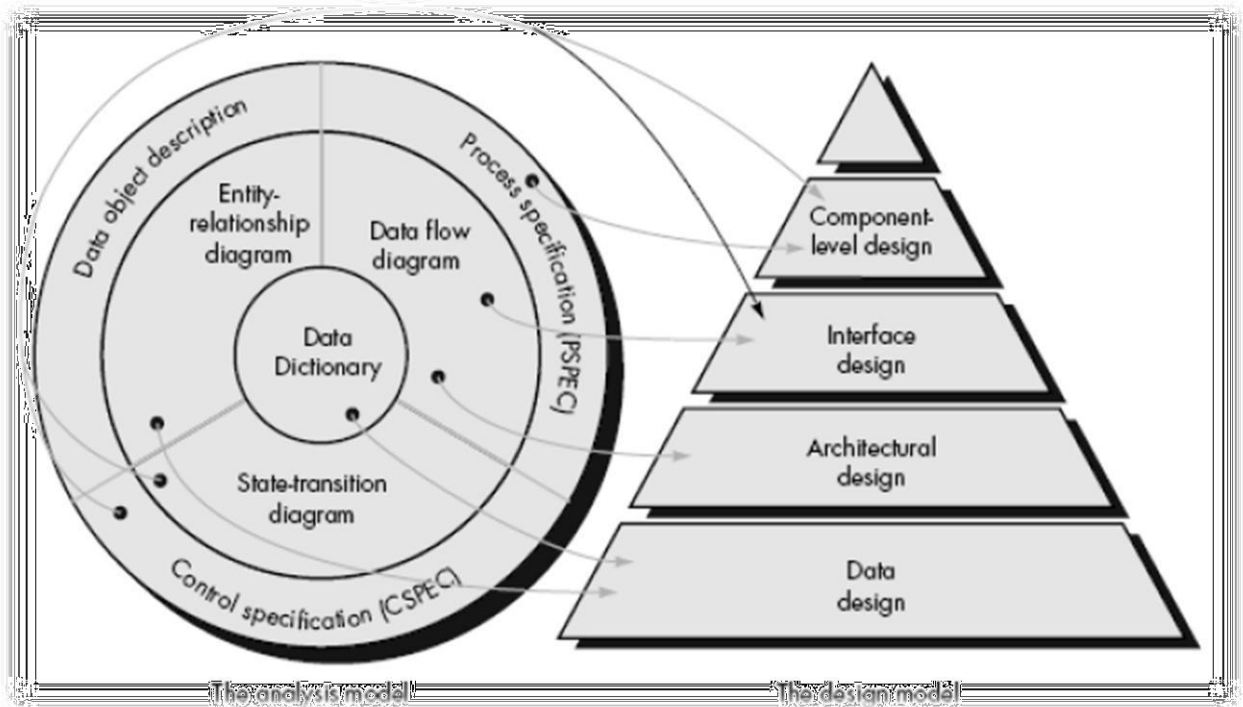 Data object description
Process specification (PSPEC)
Entity-
relationship
diagram
Data flow
diagram
Data
Dictionary
State-transition
diagram
Control specification (CSPEC)
Component-
level design
Interface
design
Architectural
design
Data
design
The analysis model
The design model